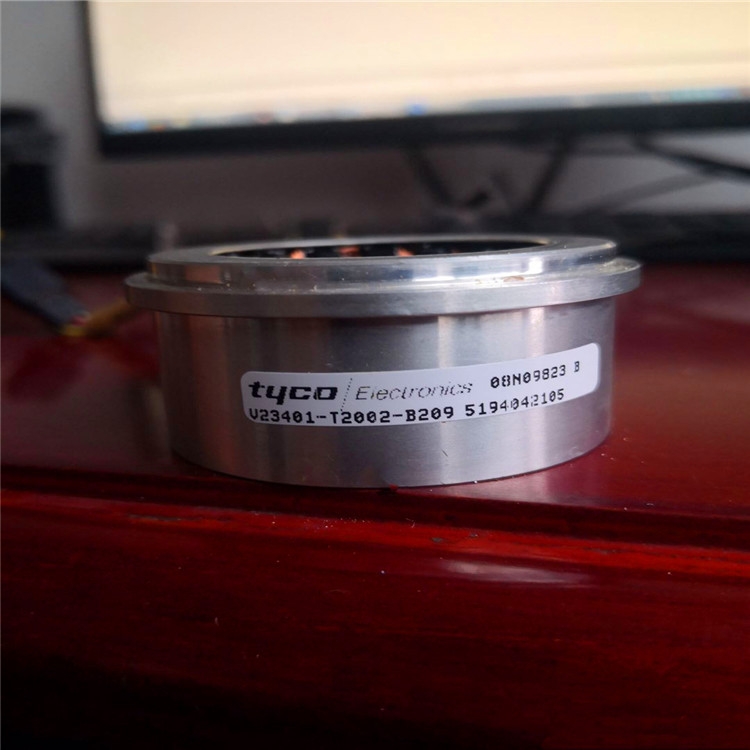 tyco / Electronics 08N09823 B
V23401-T2002-B209 5194042105